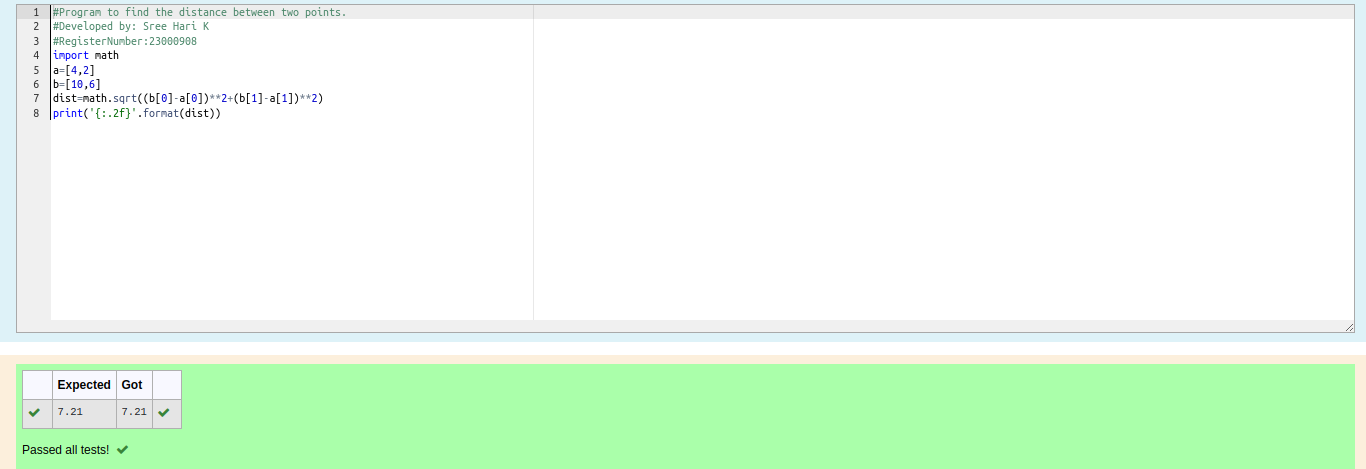 1 #Program to find the distance between two points.
2 #Developed by: Sree Hari K
3 #RegisterNumber:23000908
4 import math
5 a=[4,2]
6 b=[10,6]
7 dist=math.sqrt((b[0]-a[0])**2+(b[1]-a[1])**2)
8 print('{:.2f}'.format(dist))
Expected Got
7.21 7.21
Passed all tests!